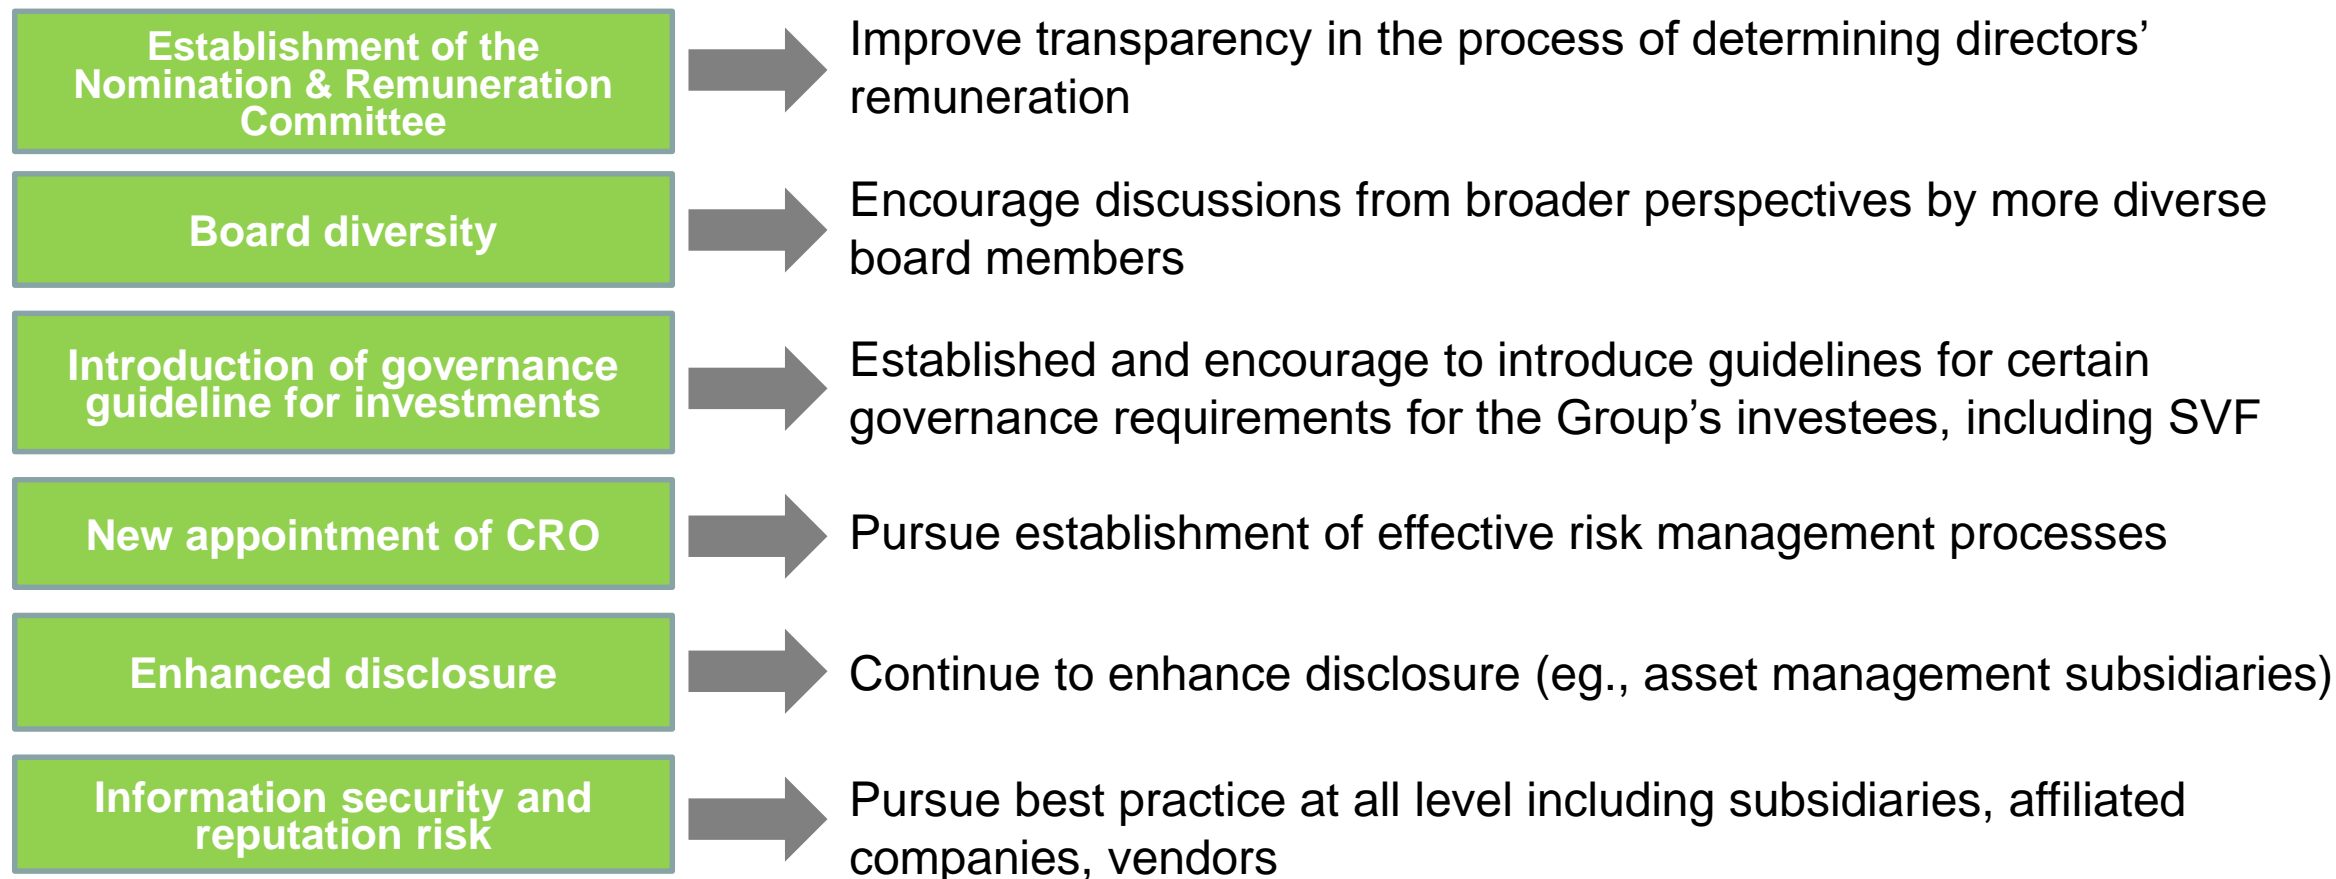 Establishment of the
Nomination & Remuneration
Committee
Improve transparency in the process of determining directors’
remuneration
Board diversity
Encourage discussions from broader perspectives by more diverse
board members
Introduction of governance
guideline for investments
Established and encourage to introduce guidelines for certain
governance requirements for the Group’s investees, including SVF
New appointment of CRO
Pursue establishment of effective risk management processes
Enhanced disclosure
Continue to enhance disclosure (eg., asset management subsidiaries)
Information security and
reputation risk
Pursue best practice at all level including subsidiaries, affiliated
companies, vendors